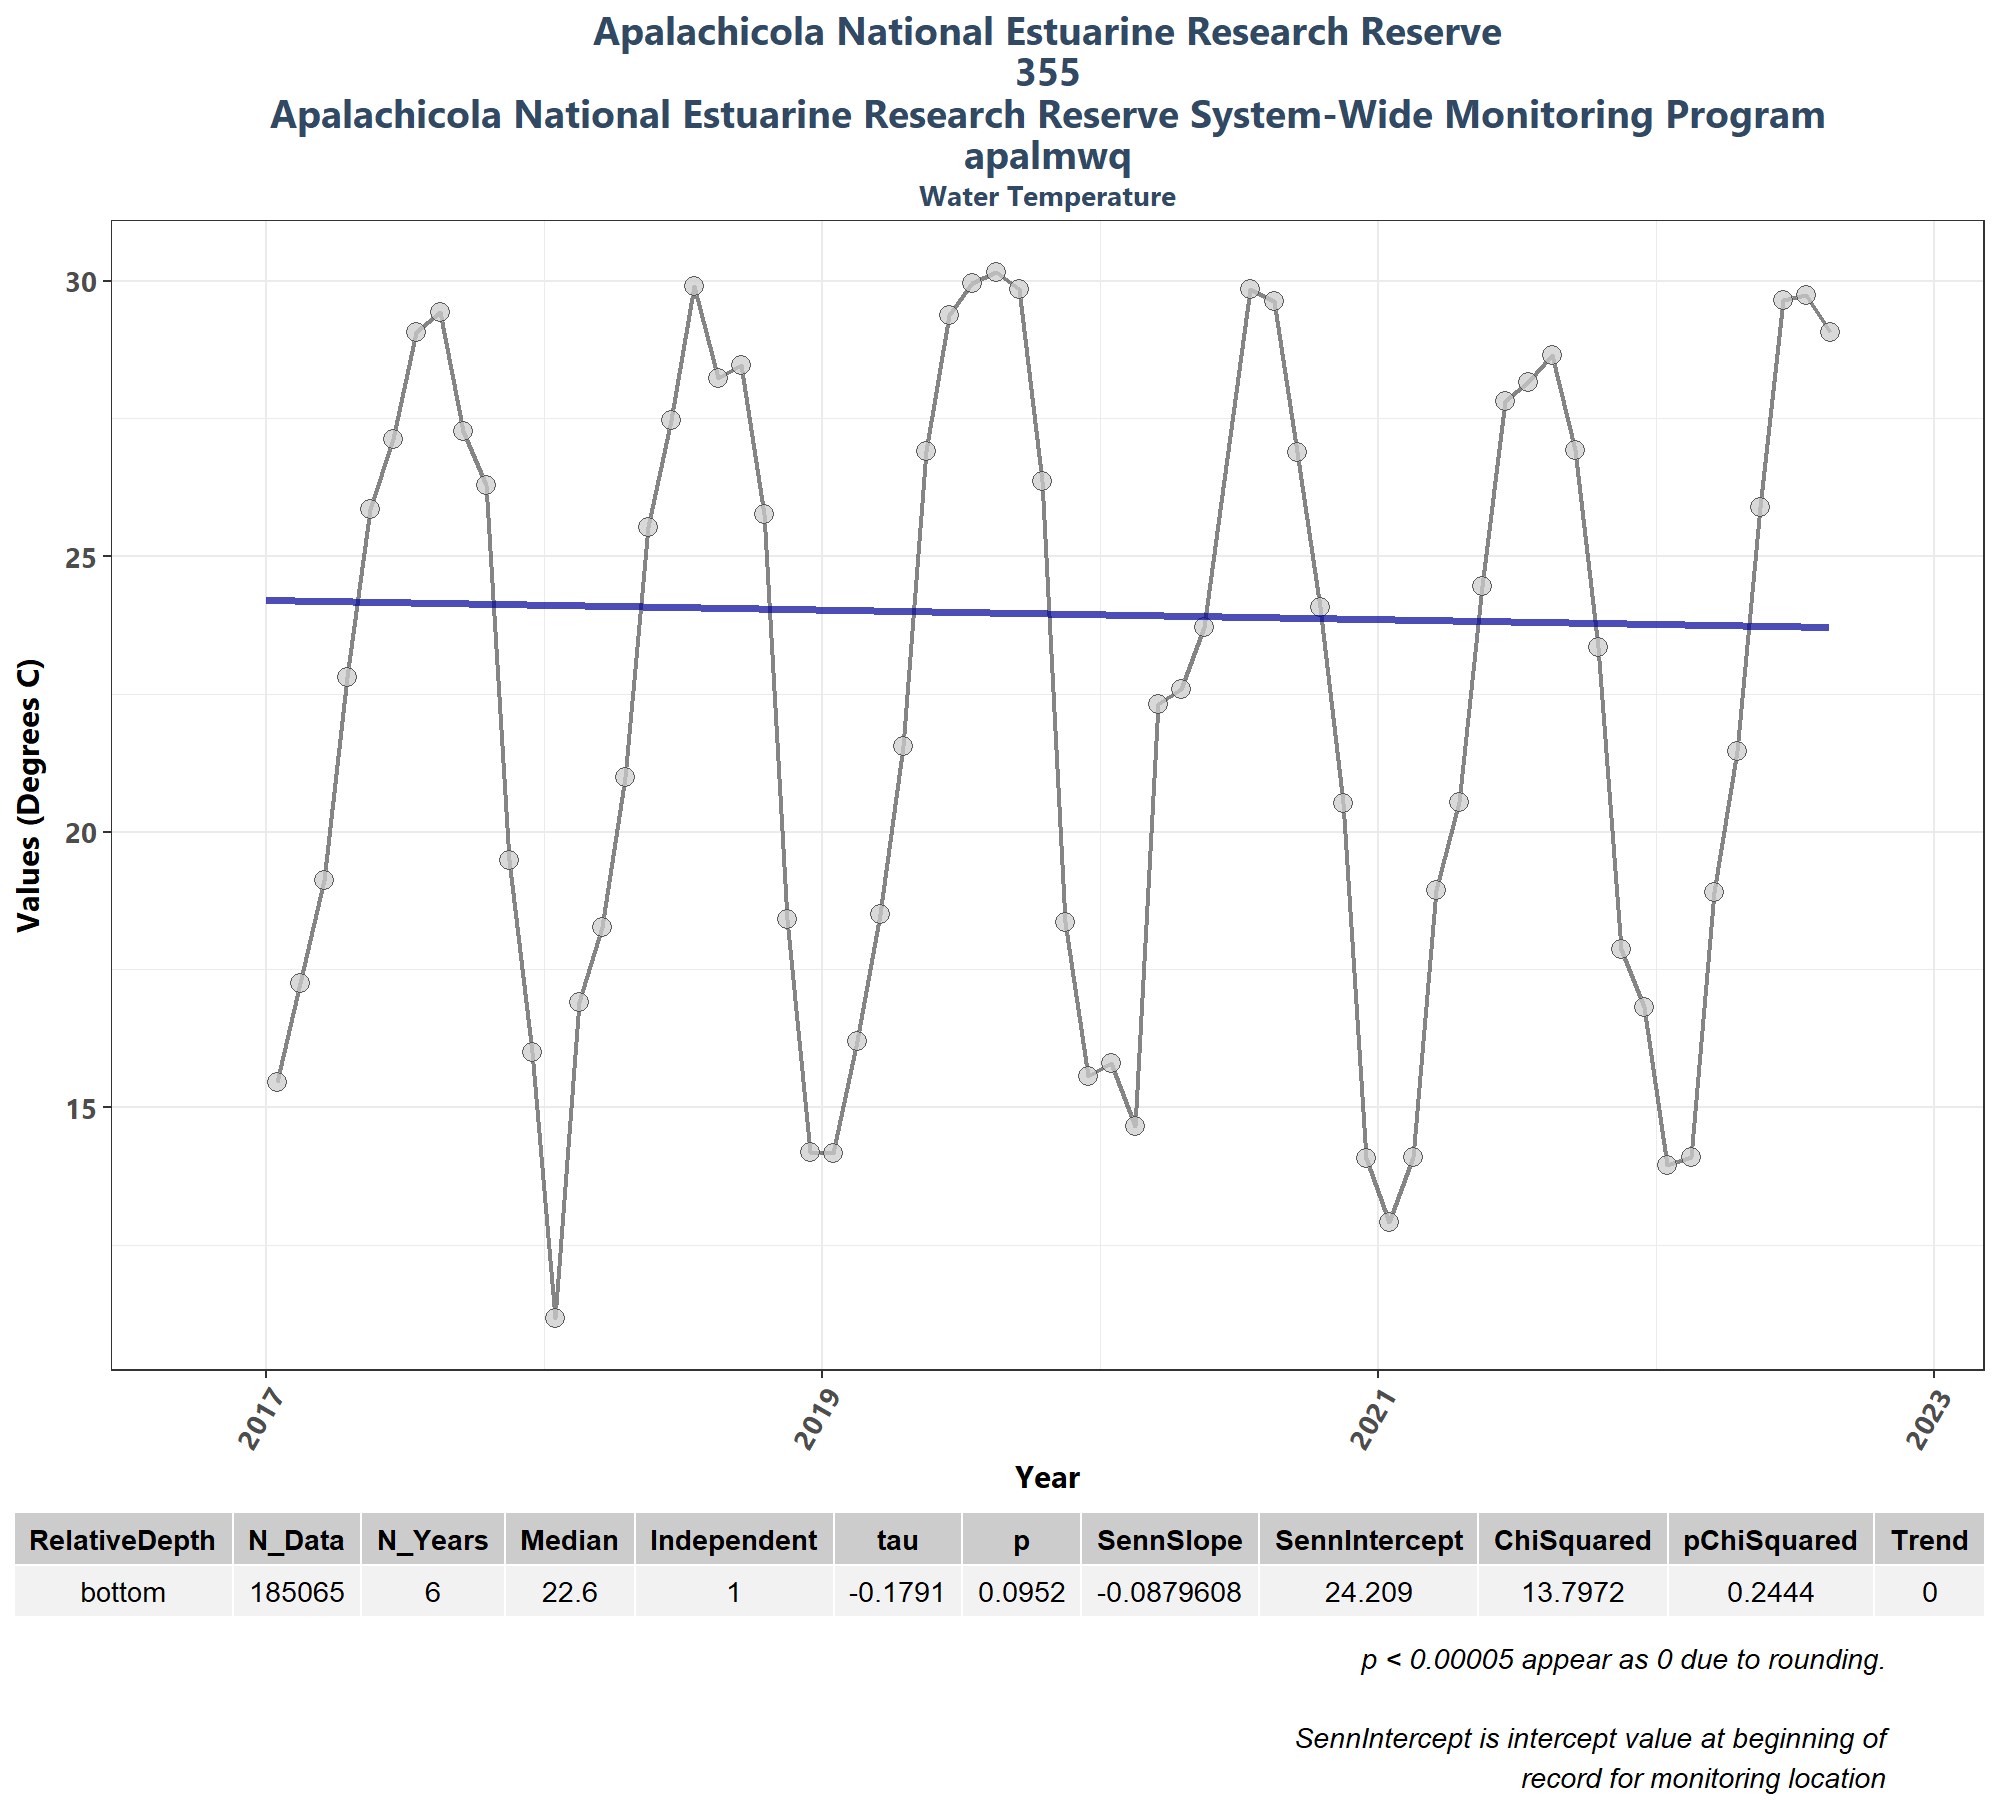 Apalachicola National Estuarine Research Reserve
355
Apalachicola National Estuarine Research Reserve System-Wide Monitoring Program
apalmwq
Water Temperature
30
25
20
15
Values (Degrees C)
2017
2019
2021
2023
Year
RelativeDepth N_Data N_Years Median Independent tau p SennSlope SennIntercept ChiSquared pChiSquared Trend
bottom 185065 6 22.6 1 -0.1791 0.0952 -0.0879608 24.209 13.7972 0.2444 0
p < 0.00005 appear as 0 due to rounding.
SennIntercept is intercept value at beginning of
record for monitoring location